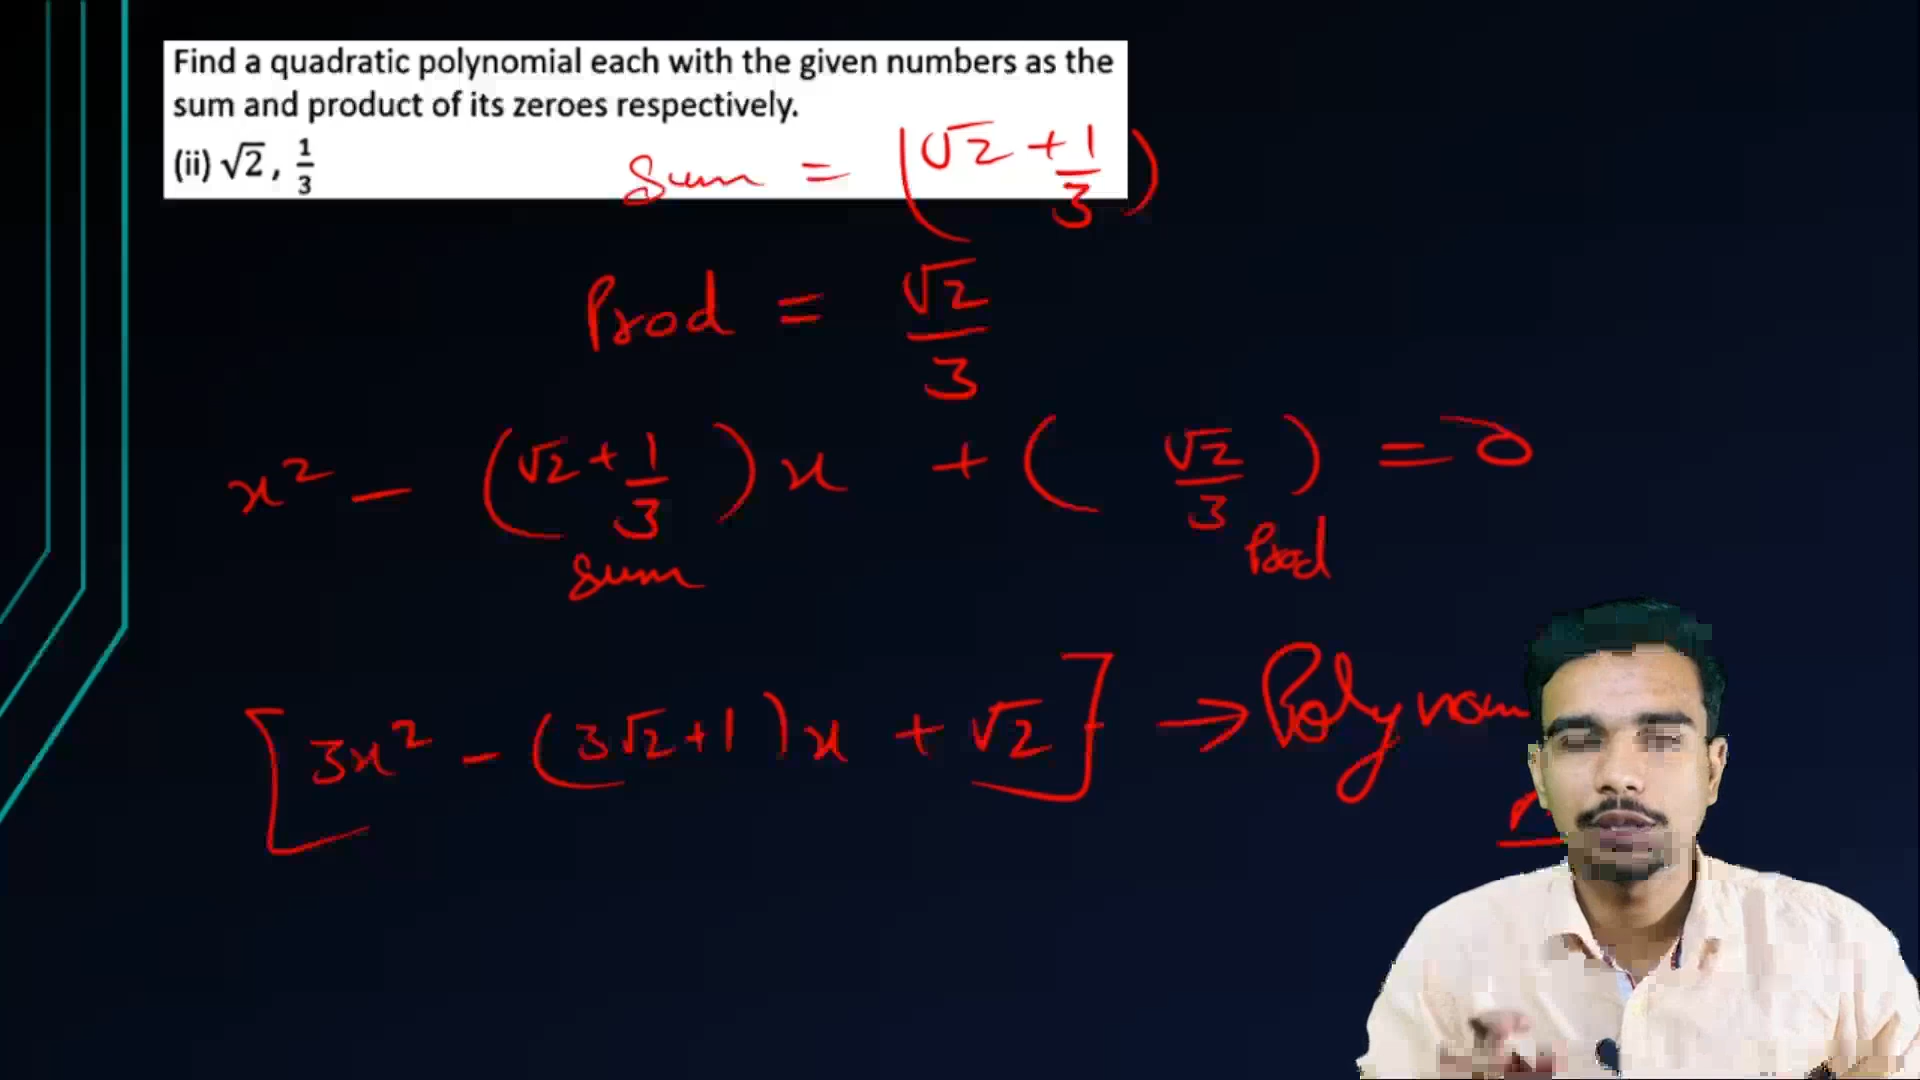 Find a quadratic polynomial each with the given numbers as the
sum and product of its zeroes respectively.
(ii) √2 , 1/3
Sum = (√2 + 1/3)
Prod = √2/3
x² - (√2 + 1/3)x + (√2/3) = 0
Sum Prod
[3x² - (3√2+1)x + √2] → Polynom